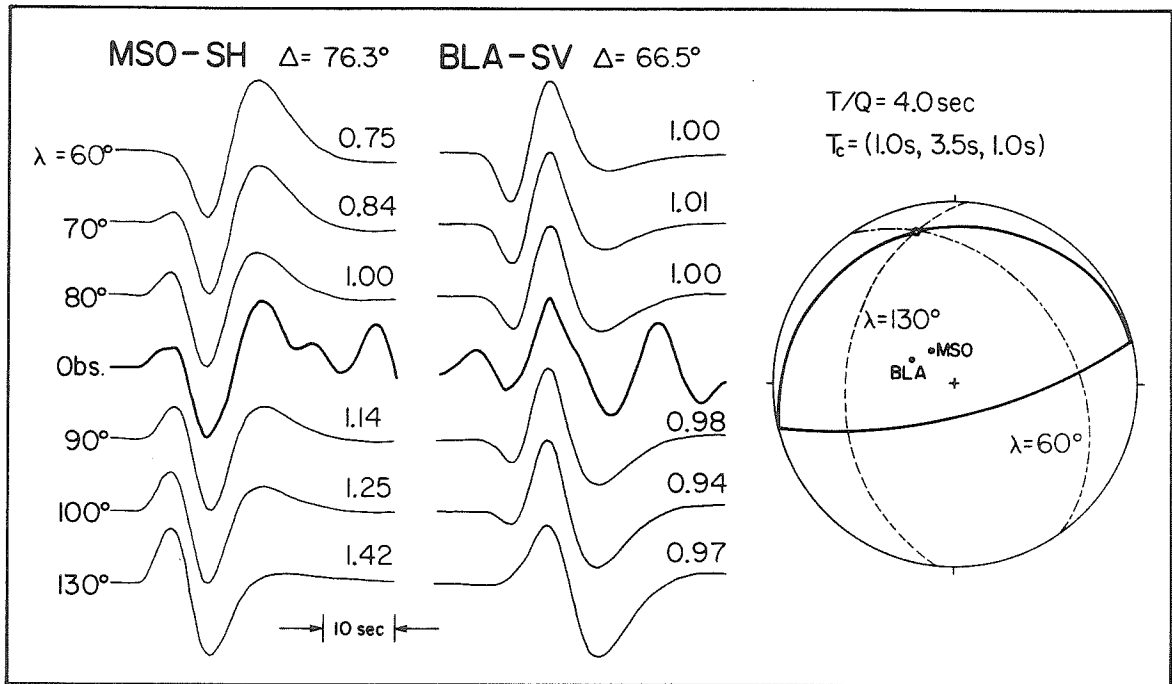 MSO-SH Δ= 76.3°
BLA-SV Δ= 66.5°
T/Q = 4.0 sec
Tc = (1.0s, 3.5s, 1.0s)
λ = 60°
0.75
1.00
70°
0.84
1.01
80°
1.00
1.00
Obs.
90°
1.14
0.98
100°
1.25
0.94
130°
1.42
0.97
10 sec
λ=130°
MSO
BLA
+
λ=60°